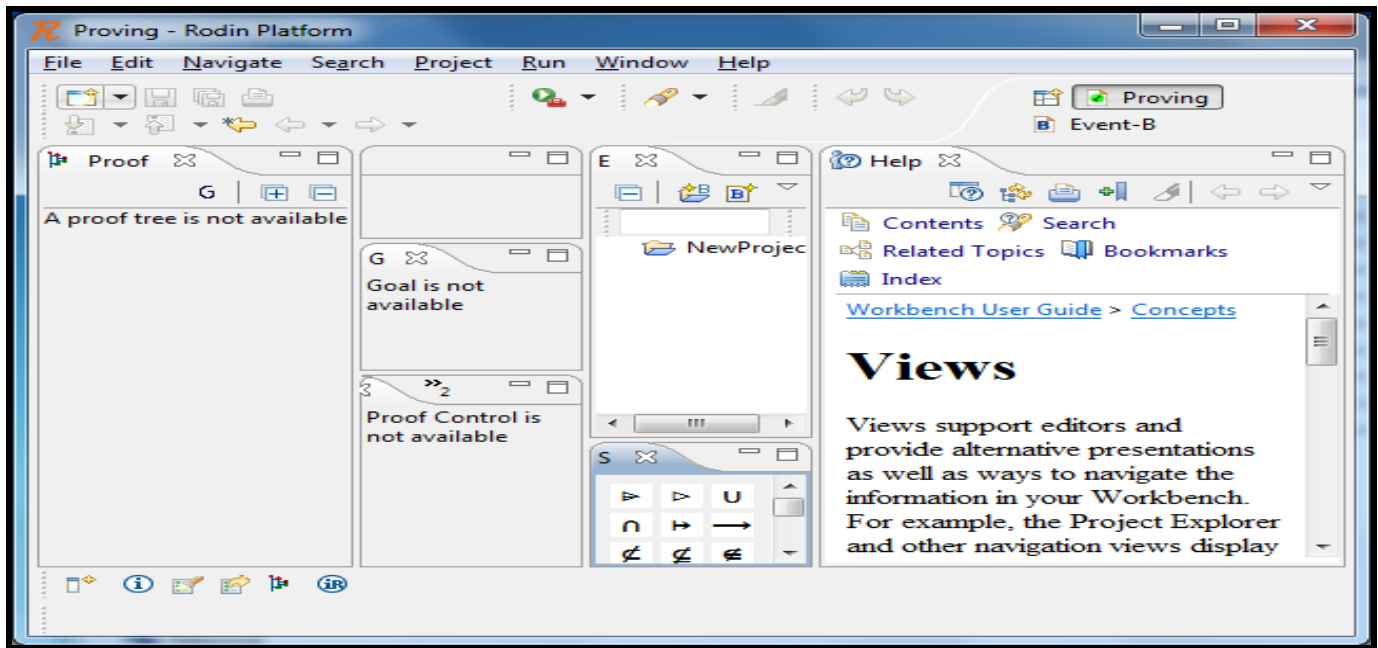 Proving - Rodin Platform
File Edit Navigate Search Project Run Window Help
Proving
Event-B
Proof
G
A proof tree is not available
G
Goal is not
available
»2
Proof Control is
not available
E
NewProjec
S
⩥ ▷ ∪
∩ ↦ ⟶
⊄ ⊈ ∉
Help
Contents Search
Related Topics Bookmarks
Index
Workbench User Guide > Concepts
Views
Views support editors and
provide alternative presentations
as well as ways to navigate the
information in your Workbench.
For example, the Project Explorer
and other navigation views display